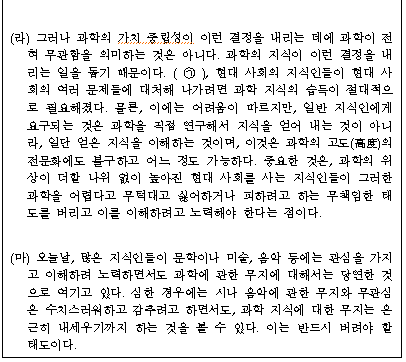 (라) 그러나 과학의 가치 중립성이 이런 결정을 내리는 데에 과학이 전
혀 무관함을 의미하는 것은 아니다. 과학의 지식이 이런 결정을 내
리는 일을 돕기 때문이다. ( ㉠ ), 현대 사회의 지식인들이 현대 사
회의 여러 문제들에 대처해 나가려면 과학 지식의 습득이 절대적으
로 필요해졌다. 물론, 이에는 어려움이 따르지만, 일반 지식인에게
요구되는 것은 과학을 직접 연구해서 지식을 얻어 내는 것이 아니
라, 일단 얻은 지식을 이해하는 것이며, 이것은 과학의 고도(高度)의
전문화에도 불구하고 어느 정도 가능하다. 중요한 것은, 과학의 위
상이 더할 나위 없이 높아진 현대 사회를 사는 지식인들이 그러한
과학을 어렵다고 무턱대고 싫어하거나 피하려고 하는 무책임한 태
도를 버리고 이를 이해하려고 노력해야 한다는 점이다.
(마) 오늘날, 많은 지식인들이 문학이나 미술, 음악 등에는 관심을 가지
고 이해하려 노력하면서도 과학에 관한 무지에 대해서는 당연한 것
으로 여기고 있다. 심한 경우에는 시나 음악에 관한 무지와 무관심
은 수치스러워하고 감추려고 하면서도, 과학 지식에 대한 무지는 은
근히 내세우기까지 하는 것을 볼 수 있다. 이는 반드시 버려야 할
태도이다.